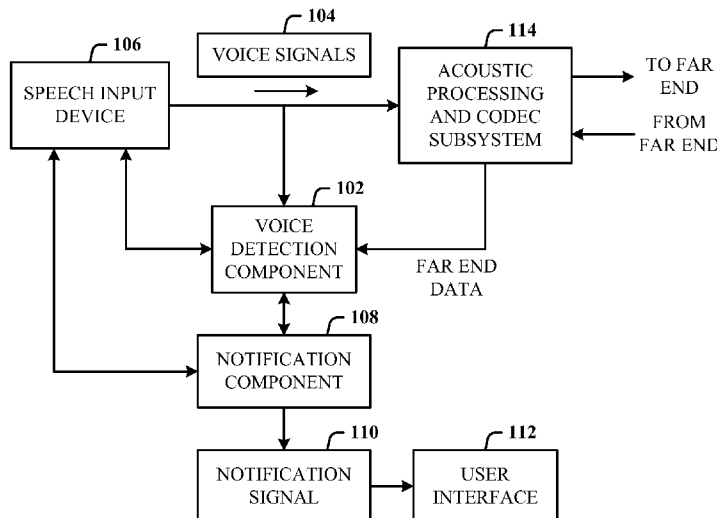 106
SPEECH INPUT
DEVICE
104
VOICE SIGNALS
114
ACOUSTIC
PROCESSING
AND CODEC
SUBSYSTEM
TO FAR
END
FROM
FAR END
102
VOICE
DETECTION
COMPONENT
FAR END
DATA
108
NOTIFICATION
COMPONENT
110
NOTIFICATION
SIGNAL
112
USER
INTERFACE